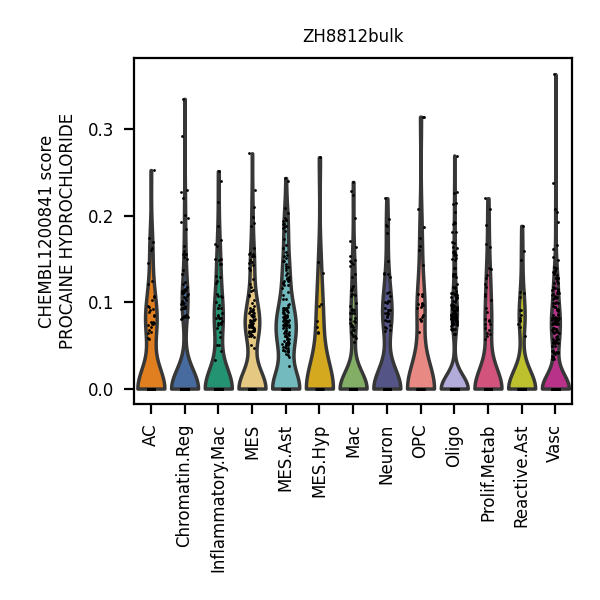 ZH8812bulk
CHEMBL1200841 score
PROCAINE HYDROCHLORIDE
0.3
0.2
0.1
0.0
AC
Chromatin.Reg
Inflammatory.Mac
MES
MES.Ast
MES.Hyp
Mac
Neuron
OPC
Oligo
Prolif.Metab
Reactive.Ast
Vasc